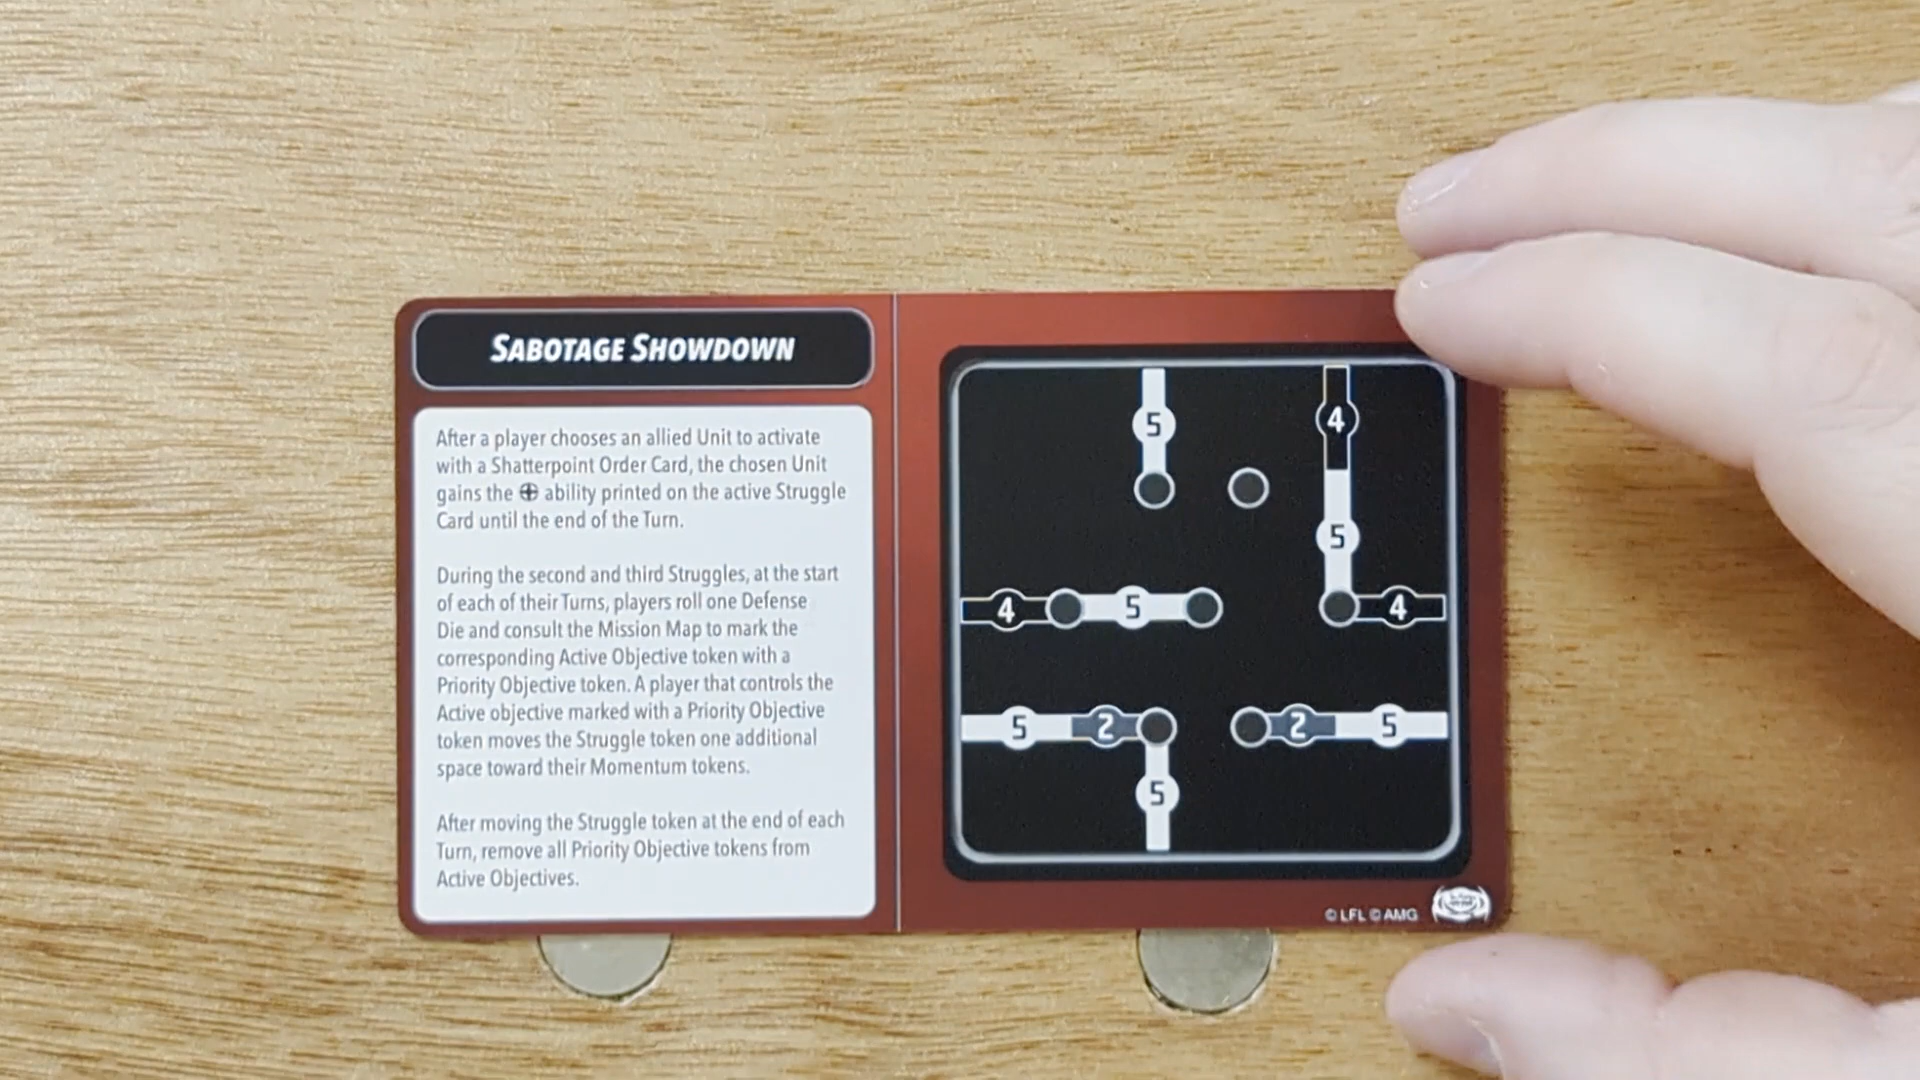 SABOTAGE SHOWDOWN
After a player chooses an allied Unit to activate
with a Shatterpoint Order Card, the chosen Unit
gains the ability printed on the active Struggle
Card until the end of the Turn.
During the second and third Struggles, at the start
of each of their Turns, players roll one Defense
Die and consult the Mission Map to mark the
corresponding Active Objective token with a
Priority Objective token. A player that controls the
Active objective marked with a Priority Objective
token moves the Struggle token one additional
space toward their Momentum tokens.
After moving the Struggle token at the end of each
Turn, remove all Priority Objective tokens from
Active Objectives.
5 4
5
4 5 4
5 2 2 5
5
© LFL © AMG